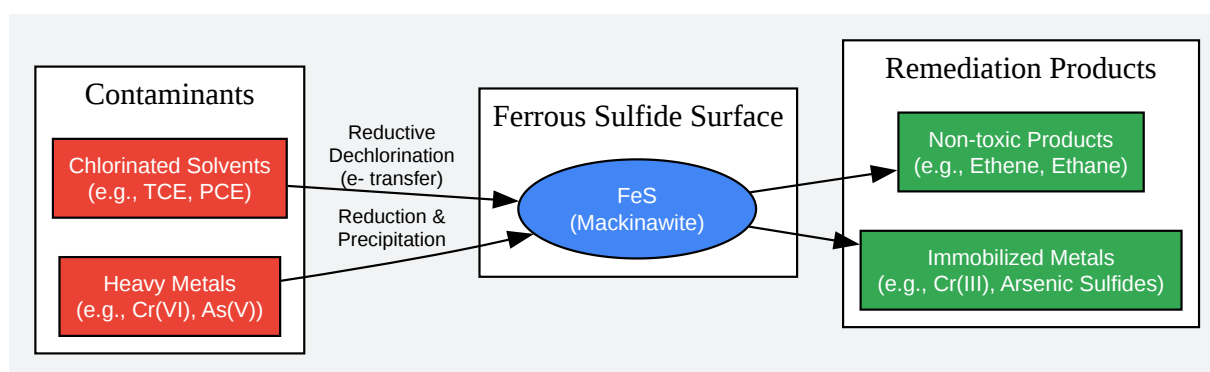 Contaminants
Chlorinated Solvents
(e.g., TCE, PCE)
Heavy Metals
(e.g., Cr(VI), As(V))
Reductive
Dechlorination
(e- transfer)
Reduction &
Precipitation
Ferrous Sulfide Surface
FeS
(Mackinawite)
Remediation Products
Non-toxic Products
(e.g., Ethene, Ethane)
Immobilized Metals
(e.g., Cr(III), Arsenic Sulfides)